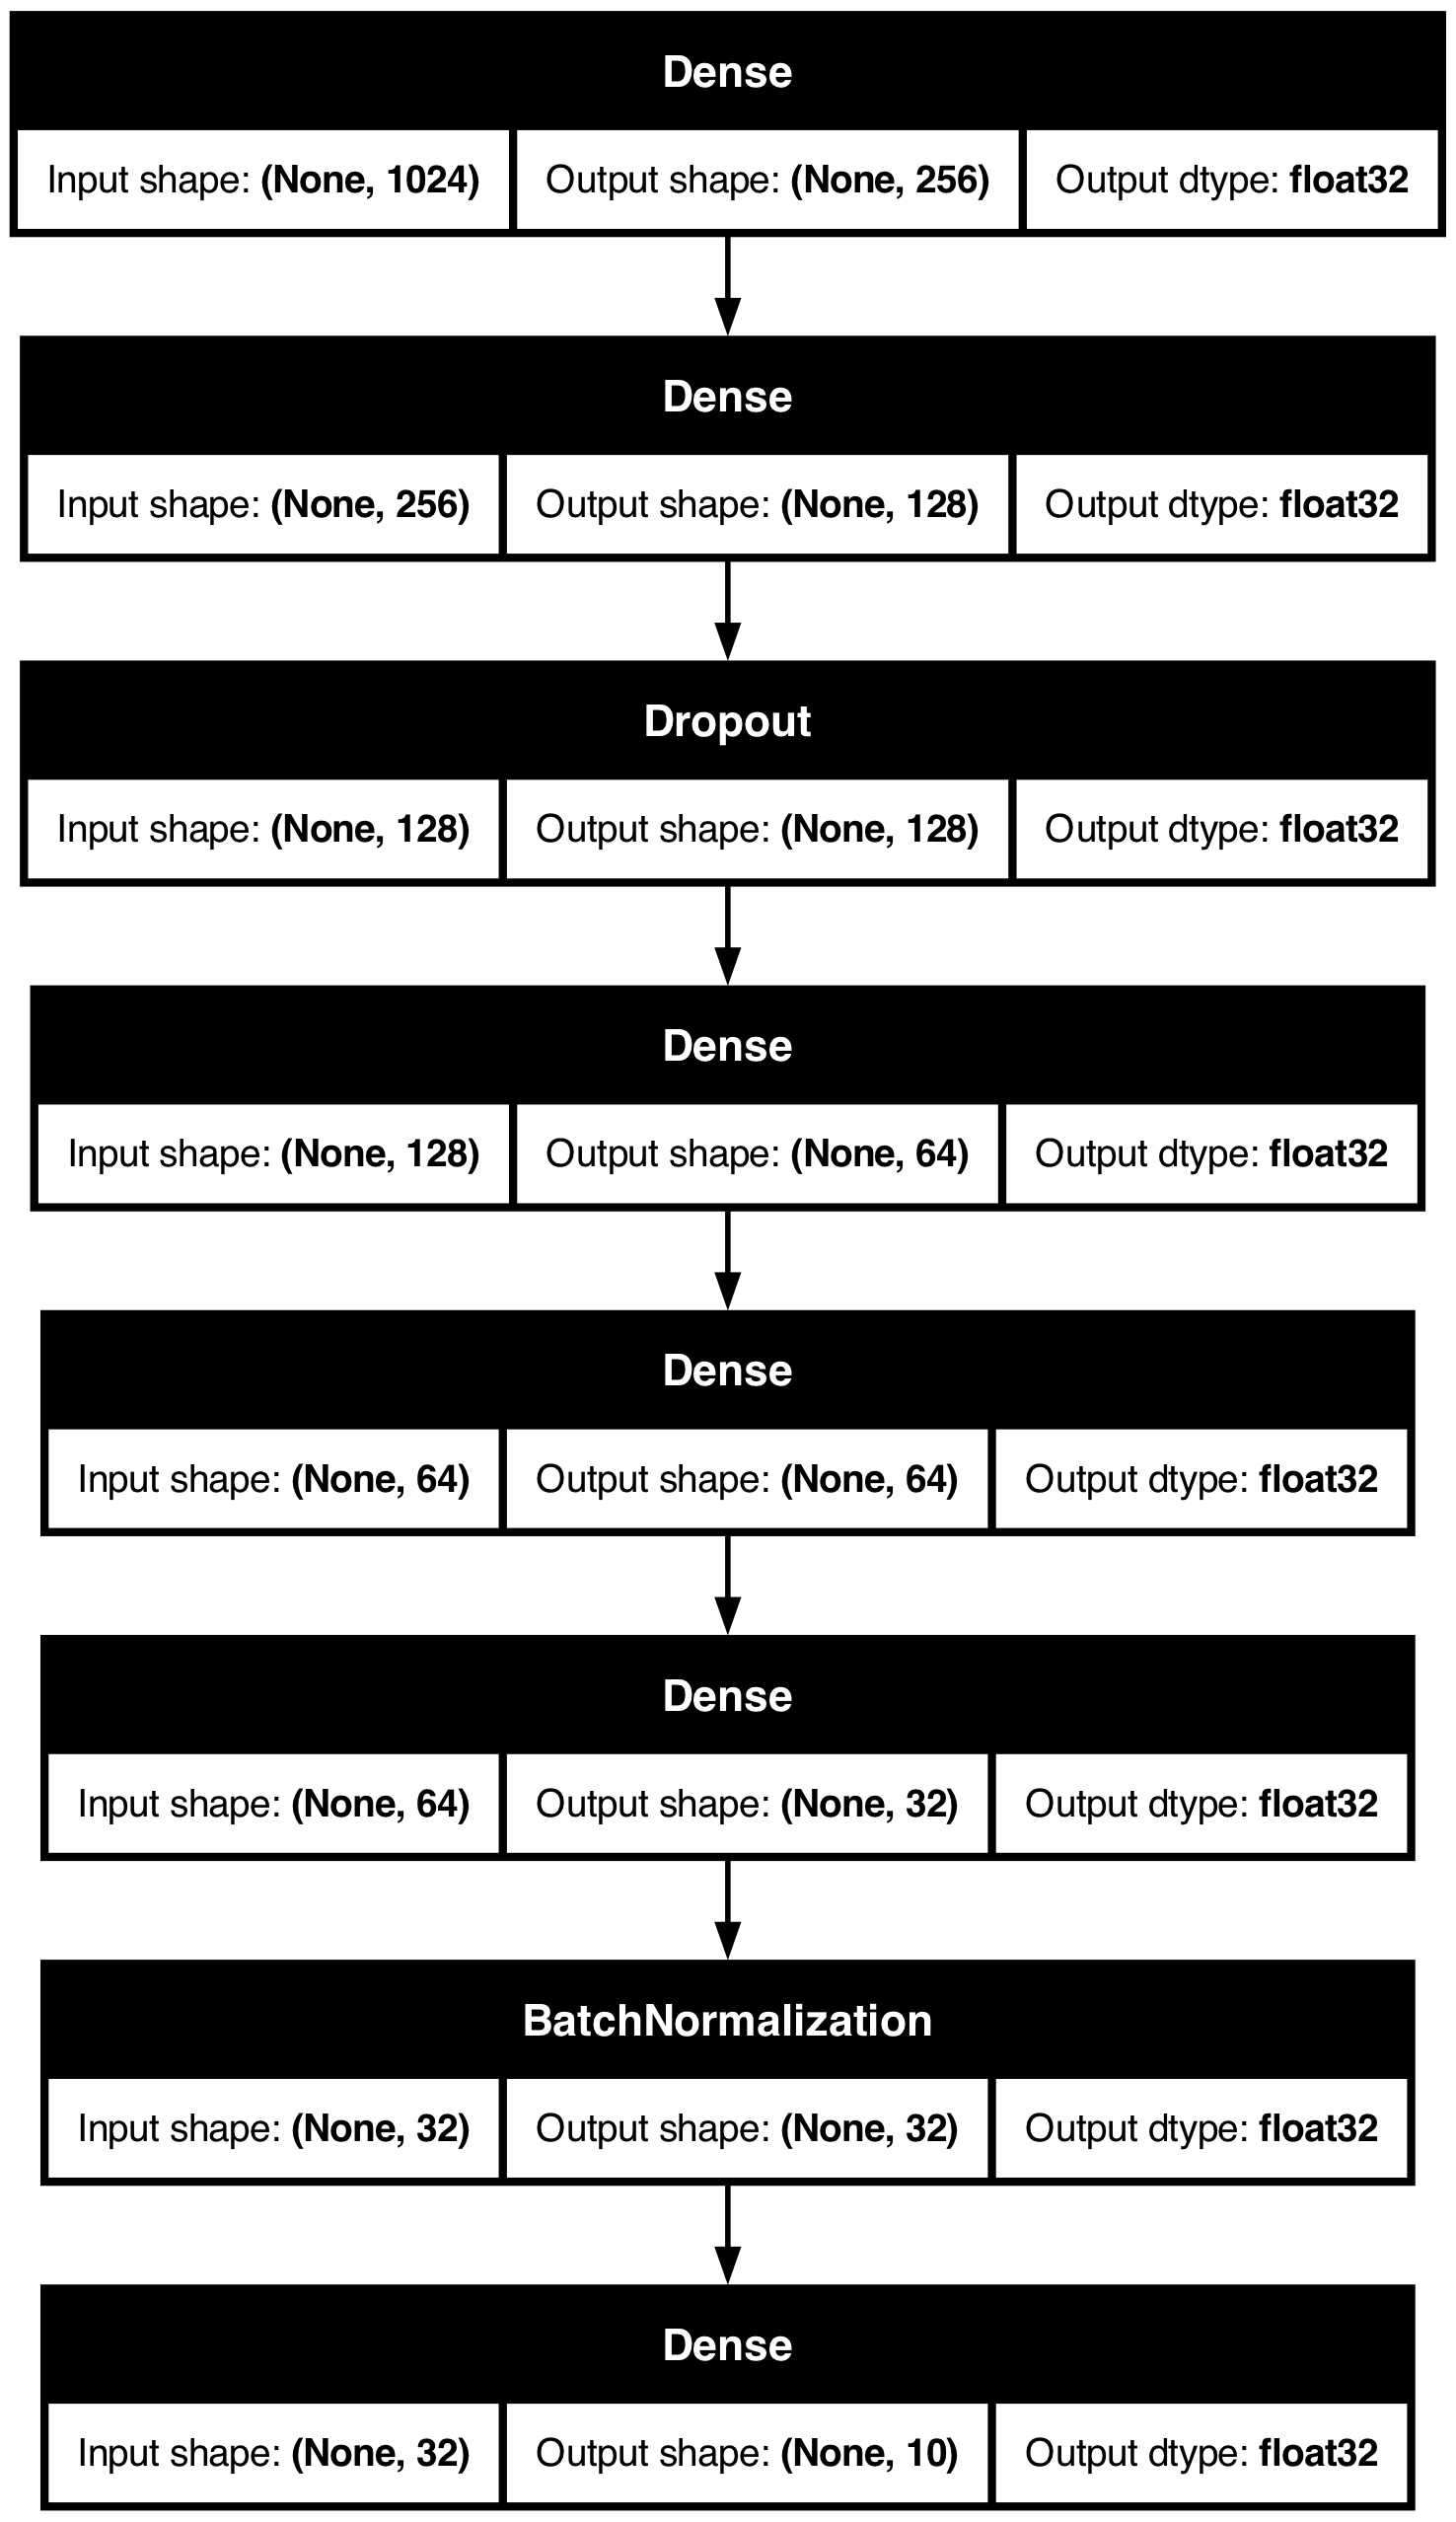 Dense
Input shape: (None, 1024) Output shape: (None, 256) Output dtype: float32
Dense
Input shape: (None, 256) Output shape: (None, 128) Output dtype: float32
Dropout
Input shape: (None, 128) Output shape: (None, 128) Output dtype: float32
Dense
Input shape: (None, 128) Output shape: (None, 64) Output dtype: float32
Dense
Input shape: (None, 64) Output shape: (None, 64) Output dtype: float32
Dense
Input shape: (None, 64) Output shape: (None, 32) Output dtype: float32
BatchNormalization
Input shape: (None, 32) Output shape: (None, 32) Output dtype: float32
Dense
Input shape: (None, 32) Output shape: (None, 10) Output dtype: float32